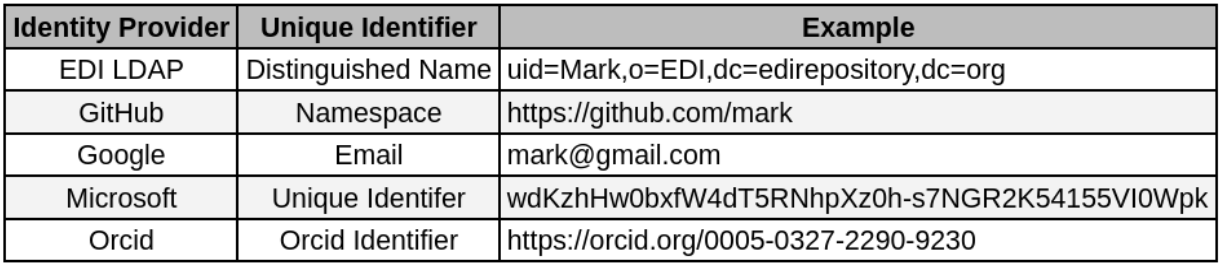 Identity Provider Unique Identifier Example
EDI LDAP Distinguished Name uid=Mark,o=EDI,dc=edirepository,dc=org
GitHub Namespace https://github.com/mark
Google Email mark@gmail.com
Microsoft Unique Identifer wdKzhHw0bxfW4dT5RNhpXz0h-s7NGR2K54155VI0Wpk
Orcid Orcid Identifier https://orcid.org/0005-0327-2290-9230